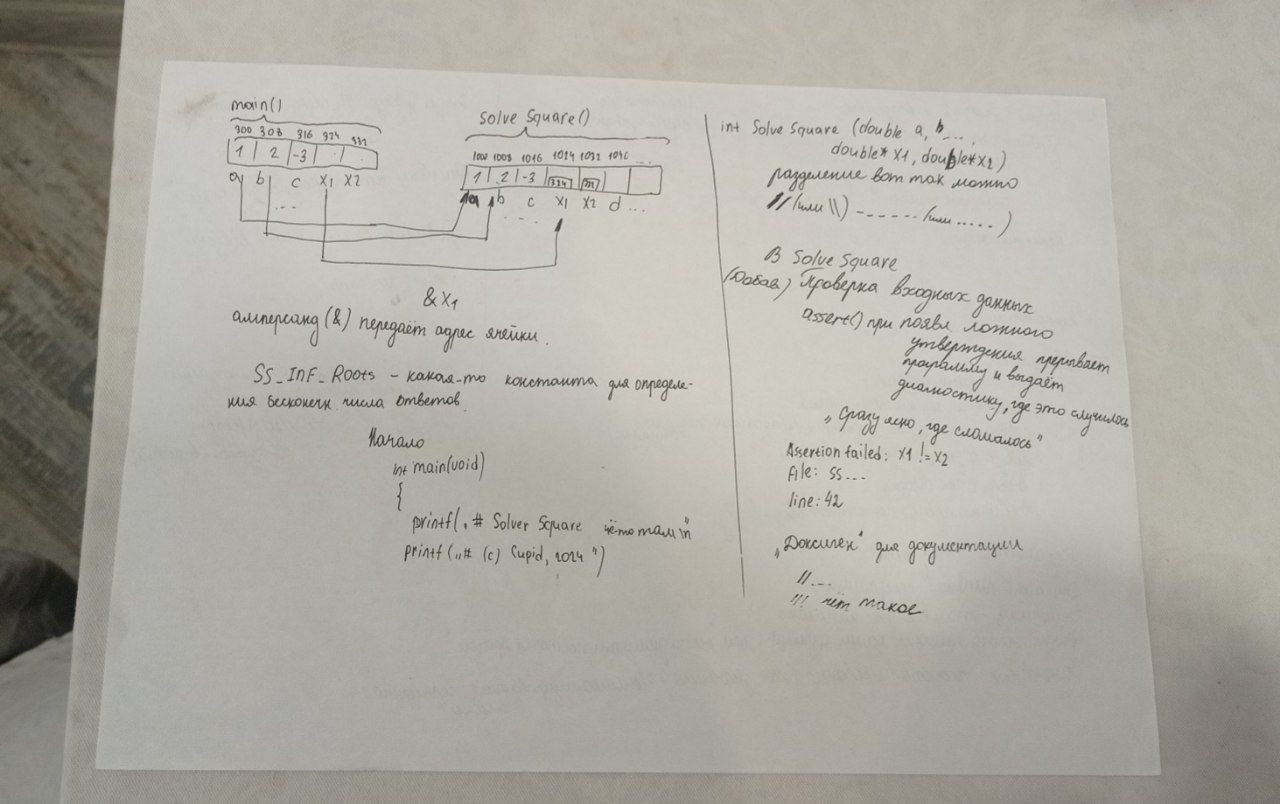 main()
300 308 316 324 332
1 2 -3
a b c x1 x2
...
Solve Square()
1000 1008 1016 1024 1032 1040 ...
1 2 -3 324 332
a b c x1 x2 d ...
....
& x1
амперсанд (&) передаёт адрес ячейки.
SS_INF_Roots - какая-то константа для определе-
ния бесконечн. числа ответов.
Начало
int main(void)
{
printf(„# Solver Square чёто там \n"
printf(„# (c) Cupid, 2024 ")
int Solve Square (double a, b...
double* x1, double* x2)
разделение вот так можно
// (или \\) ------ (или .....)
В Solve Square
(Добав) Проверка входных данных
assert() при появл ложного
утверждения прерывает
программу и выдаёт
диагностику, где это случилось
„Сразу ясно, где сломалось"
Assertion failed: x1 != x2
File: ss...
line: 42
„Доксиген" для документации
//...
//! чёт такое